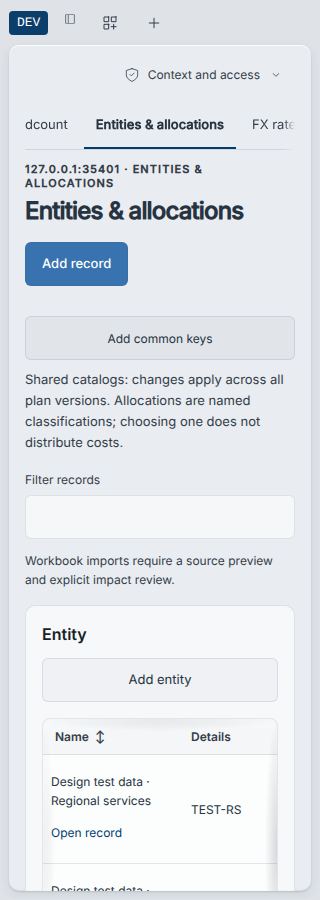 DEV
Context and access
dcount Entities & allocations FX rate
127.0.0.1:35401 · ENTITIES &
ALLOCATIONS
Entities & allocations
Add record
Add common keys
Shared catalogs: changes apply across all
plan versions. Allocations are named
classifications; choosing one does not
distribute costs.
Filter records
Workbook imports require a source preview
and explicit impact review.
Entity
Add entity
Name Details
Design test data ·
Regional services
TEST-RS
Open record
Design test data ·